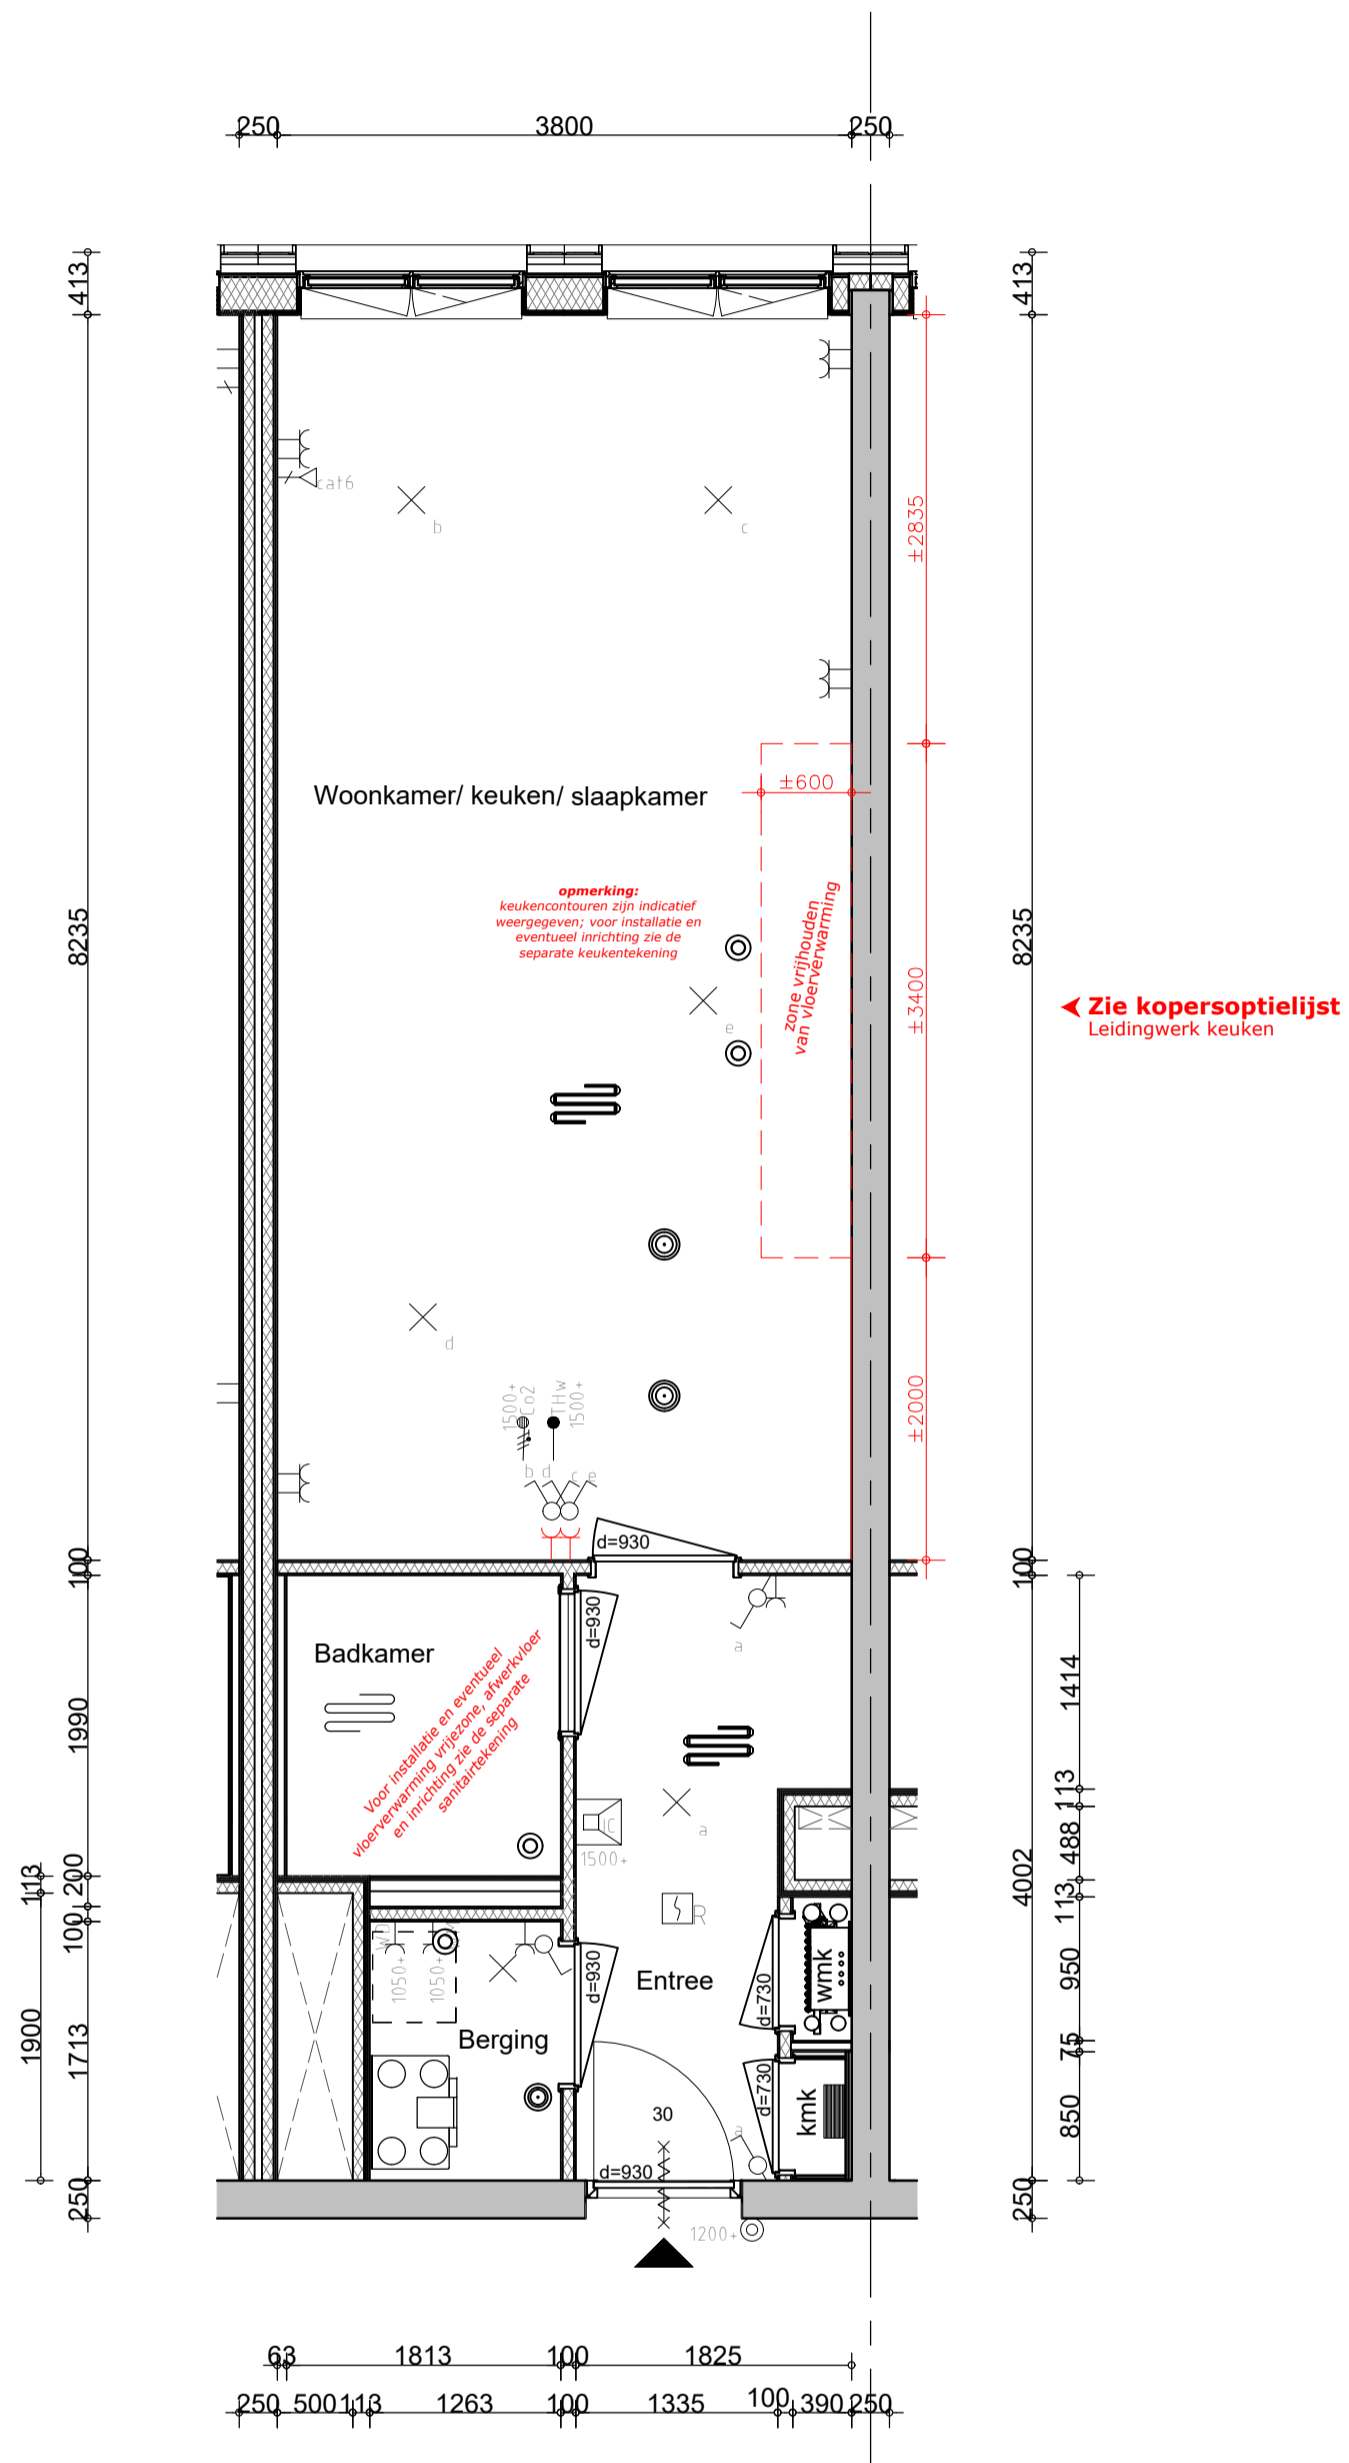 250
3800
250
413
413
cat6
b
c
±2835
Woonkamer/ keuken/ slaapkamer
±600
opmerking:
keukencontouren zijn indicatief
weergegeven; voor installatie en
eventueel inrichting zie de
separate keukentekening
zone vrijhouden
van vloerverwarming
8235
8235
±3400
Zie kopersoptielijst
Leidingwerk keuken
e
d
1500+
Co2
THw
1500+
±2000
b
d
c
e
d=930
100
100
d=930
a
Badkamer
Voor installatie en eventueel
vloerverwarming vrijezone, afwerkvloer
en inrichting zie de separate
sanitairtekening
1990
1414
113
488
113
a
IC
1500+
4002
113
200
100
R
1050+
1050+
d=930
Entree
d=730
wmk
950
75
Berging
1900
1713
d=730
kmk
850
30
a
d=930
250
250
1200+
63
1813
100
1825
250
500
113
1263
100
1335
100
390
250